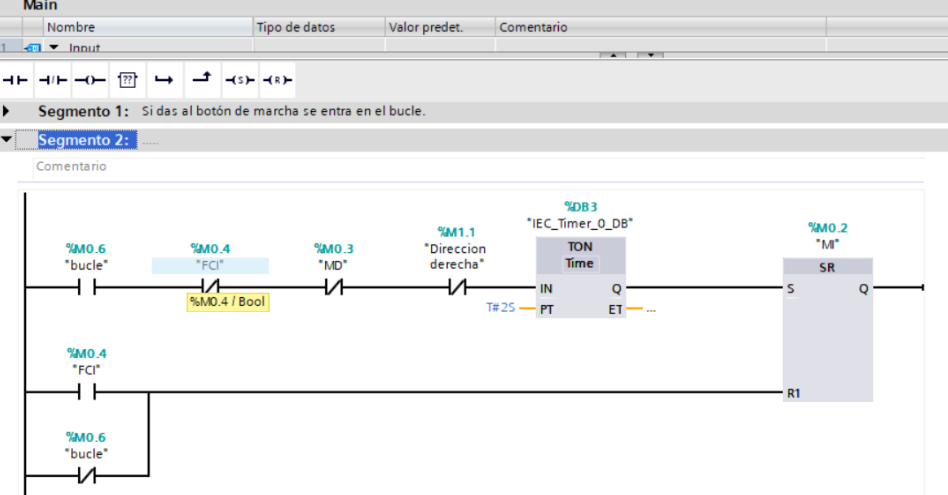 Main
Nombre Tipo de datos Valor predet. Comentario
1 Input
??
S R
Segmento 1: Si das al botón de marcha se entra en el bucle.
Segmento 2: .....
Comentario
%DB3
"IEC_Timer_0_DB"
%M0.6 %M0.4 %M0.3 %M1.1 %M0.2
"bucle" "FCI" "MD" "Direccion derecha" "MI"
TON
Time
SR
IN Q
S Q
%M0.4 / Bool
T#2S PT ET ...
%M0.4
"FCI"
R1
%M0.6
"bucle"